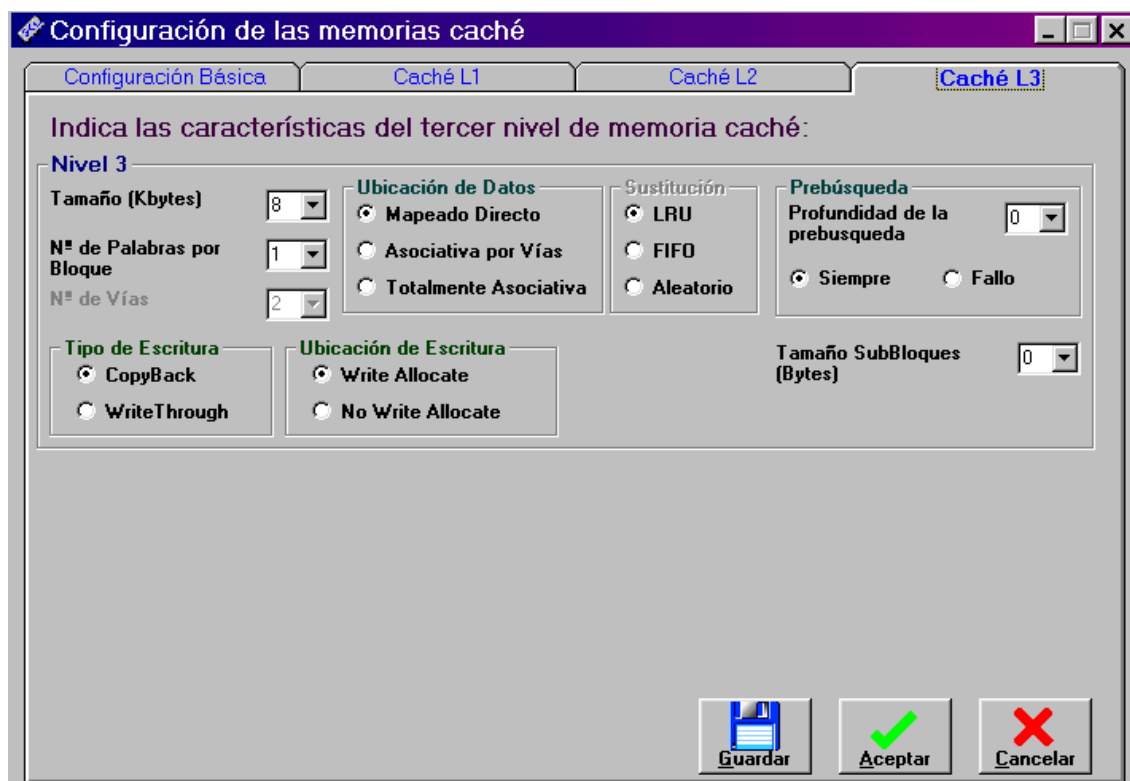 Configuración de las memorias caché
Configuración Básica
Caché L1
Caché L2
Caché L3
Indica las características del tercer nivel de memoria caché:
Nivel 3
Tamaño (Kbytes)
8
Nº de Palabras por
Bloque
1
Nº de Vías
2
Ubicación de Datos
Mapeado Directo
Asociativa por Vías
Totalmente Asociativa
Sustitución
LRU
FIFO
Aleatorio
Prebúsqueda
Profundidad de la
prebusqueda
0
Siempre
Fallo
Tipo de Escritura
CopyBack
WriteThrough
Ubicación de Escritura
Write Allocate
No Write Allocate
Tamaño SubBloques
(Bytes)
0
Guardar
Aceptar
Cancelar